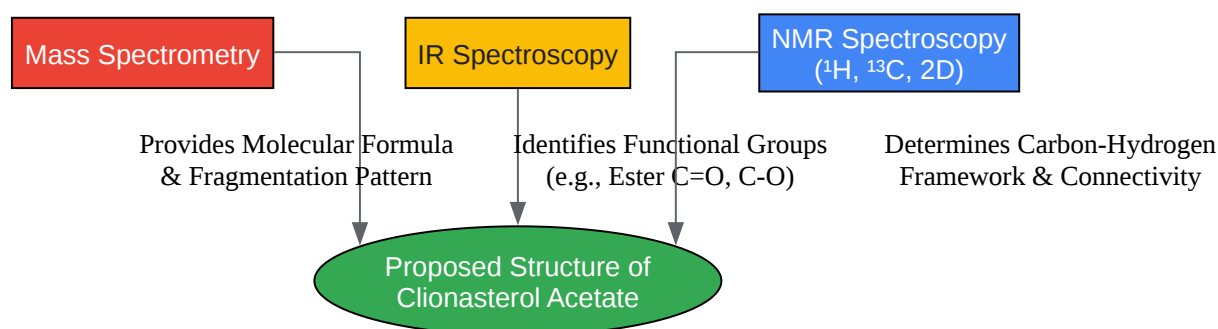 Mass Spectrometry
IR Spectroscopy
NMR Spectroscopy
(¹H, ¹³C, 2D)
Provides Molecular Formula
& Fragmentation Pattern
Identifies Functional Groups
(e.g., Ester C=O, C-O)
Determines Carbon-Hydrogen
Framework & Connectivity
Proposed Structure of
Clionasterol Acetate